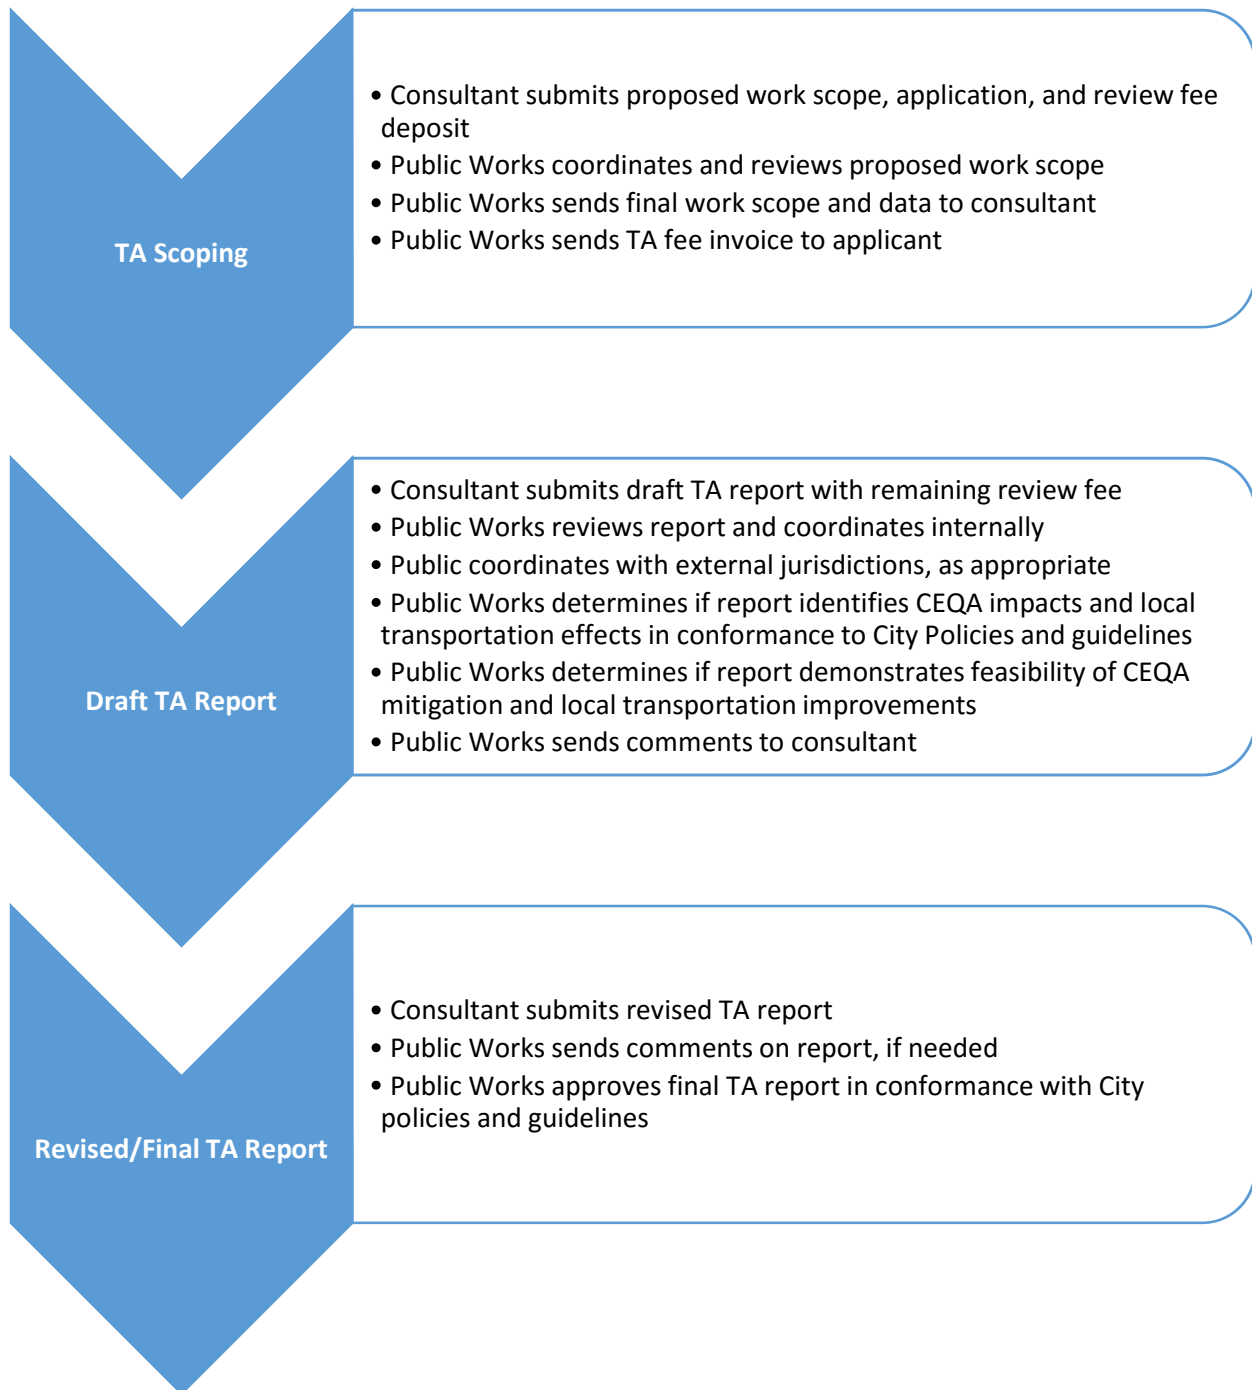 TA Scoping
• Consultant submits proposed work scope, application, and review fee
deposit
• Public Works coordinates and reviews proposed work scope
• Public Works sends final work scope and data to consultant
• Public Works sends TA fee invoice to applicant
Draft TA Report
• Consultant submits draft TA report with remaining review fee
• Public Works reviews report and coordinates internally
• Public coordinates with external jurisdictions, as appropriate
• Public Works determines if report identifies CEQA impacts and local
transportation effects in conformance to City Policies and guidelines
• Public Works determines if report demonstrates feasibility of CEQA
mitigation and local transportation improvements
• Public Works sends comments to consultant
Revised/Final TA Report
• Consultant submits revised TA report
• Public Works sends comments on report, if needed
• Public Works approves final TA report in conformance with City
policies and guidelines